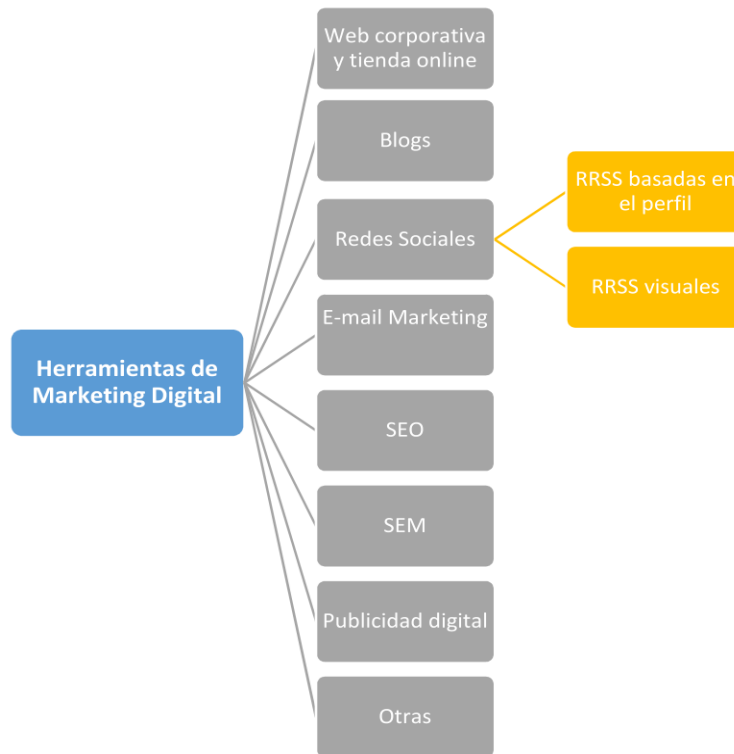 Web corporativa
y tienda online
Blogs
RRSS basadas en
el perfil
Redes Sociales
RRSS visuales
E-mail Marketing
Herramientas de
Marketing Digital
SEO
SEM
Publicidad digital
Otras